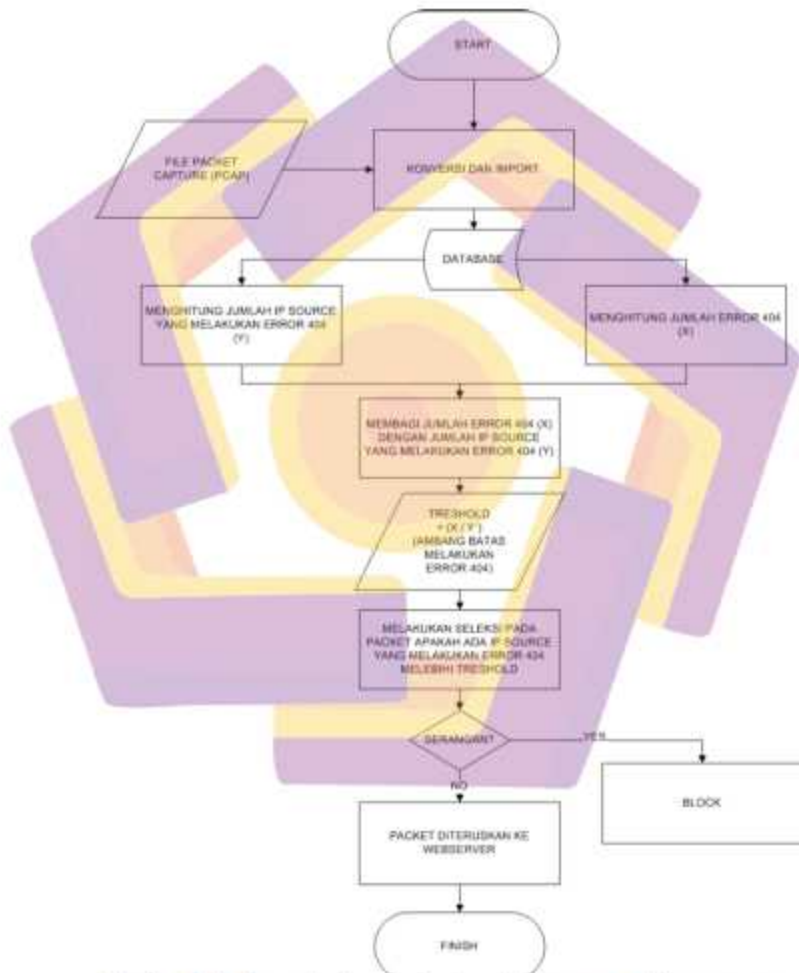 START
FILE PACKET
CAPTURE (PCAP)
KONVERSI DAN IMPORT
DATABASE
MENGHITUNG JUMLAH IP SOURCE
YANG MELAKUKAN ERROR 404
(Y)
MENGHITUNG JUMLAH ERROR 404
(X)
MEMBAGI JUMLAH ERROR 404 (X)
DENGAN JUMLAH IP SOURCE
YANG MELAKUKAN ERROR 404 (Y)
TRESHOLD
= (X / Y )
(AMBANG BATAS
MELAKUKAN
ERROR 404)
MELAKUKAN SELEKSI PADA
PACKET APAKAH ADA IP SOURCE
YANG MELAKUKAN ERROR 404
MELEBIHI TRESHOLD
SERANGAN?
YES
NO
BLOCK
PACKET DITERUSKAN KE
WEBSERVER
FINISH